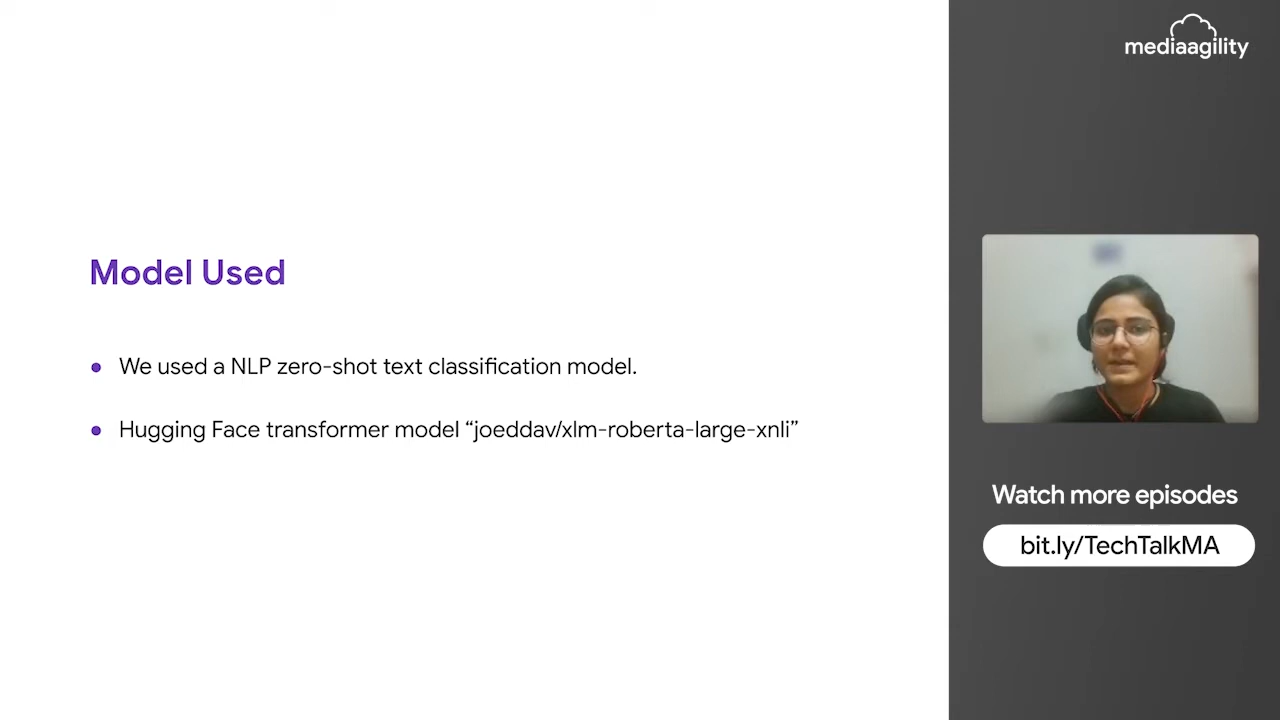 mediaagility
Model Used
We used a NLP zero-shot text classification model.
Hugging Face transformer model “joeddav/xlm-roberta-large-xnli”
Watch more episodes
bit.ly/TechTalkMA